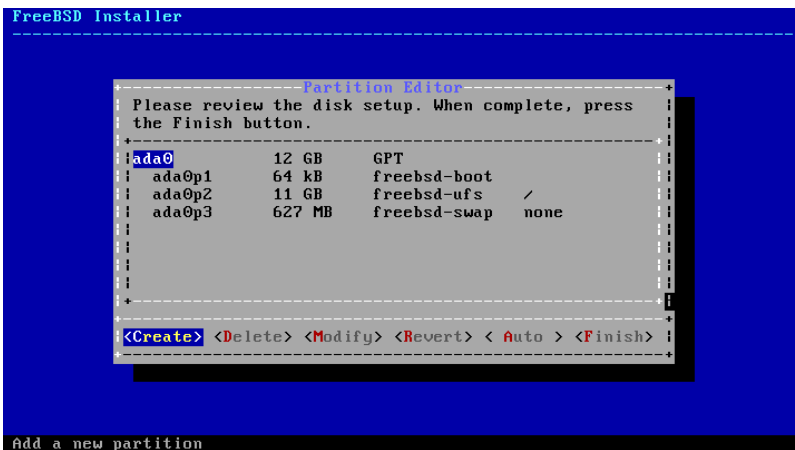 FreeBSD Installer
Partition Editor
Please review the disk setup. When complete, press
the Finish button.
ada0 12 GB GPT
ada0p1 64 kB freebsd-boot
ada0p2 11 GB freebsd-ufs /
ada0p3 627 MB freebsd-swap none
<Create> <Delete> <Modify> <Revert> < Auto > <Finish>
Add a new partition